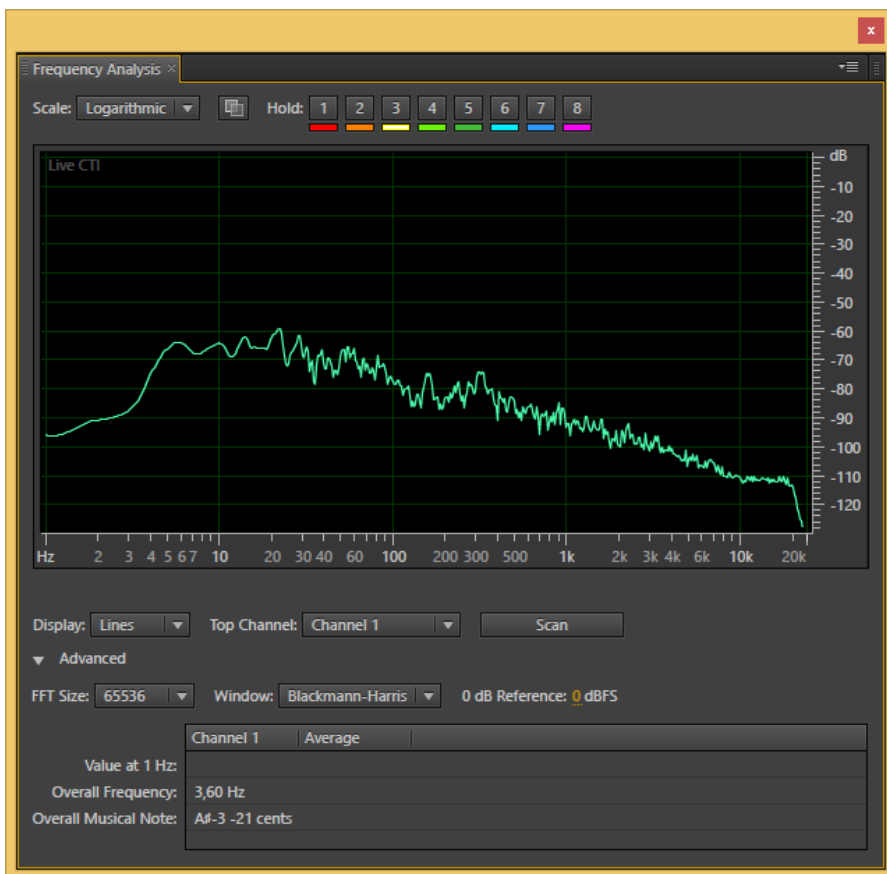 x
Frequency Analysis ×
Scale: Logarithmic Hold: 1 2 3 4 5 6 7 8
Live CTI
dB
-10
-20
-30
-40
-50
-60
-70
-80
-90
-100
-110
-120
Hz 2 3 4 5 6 7 10 20 30 40 60 100 200 300 500 1k 2k 3k 4k 6k 10k 20k
Display: Lines Top Channel: Channel 1 Scan
Advanced
FFT Size: 65536 Window: Blackmann-Harris 0 dB Reference: 0 dBFS
Channel 1 Average
Value at 1 Hz:
Overall Frequency: 3,60 Hz
Overall Musical Note: A♯-3 -21 cents